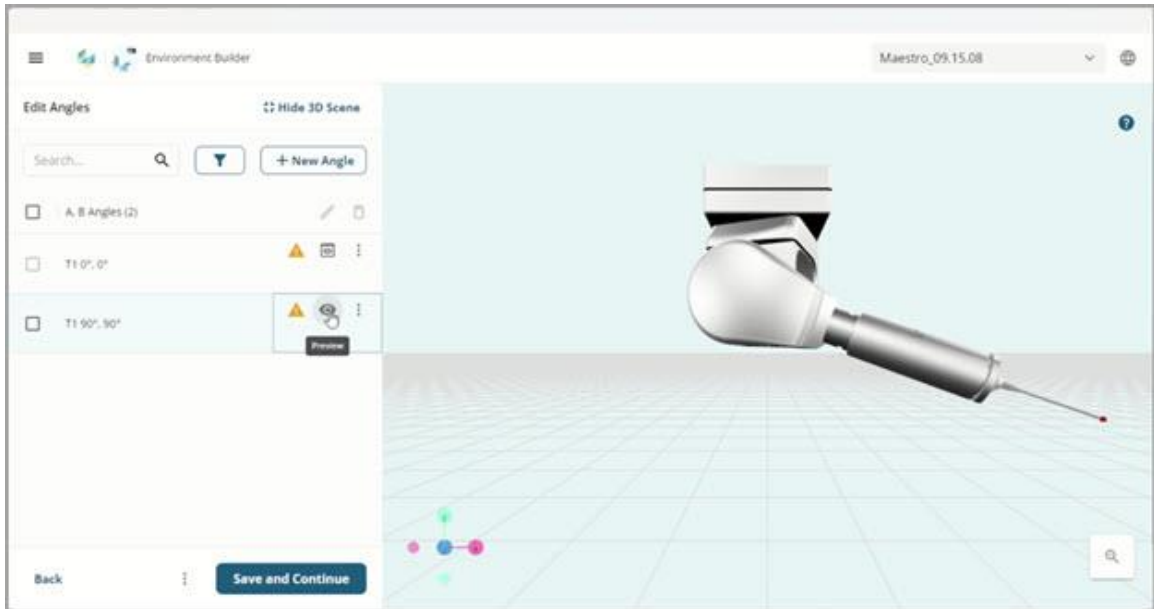 Environment Builder
Maestro_09.15.08
Edit Angles
Hide 3D Scene
Search...
+ New Angle
A, B Angles (2)
T1 0°, 0°
T1 90°, 90°
Preview
?
Back
Save and Continue